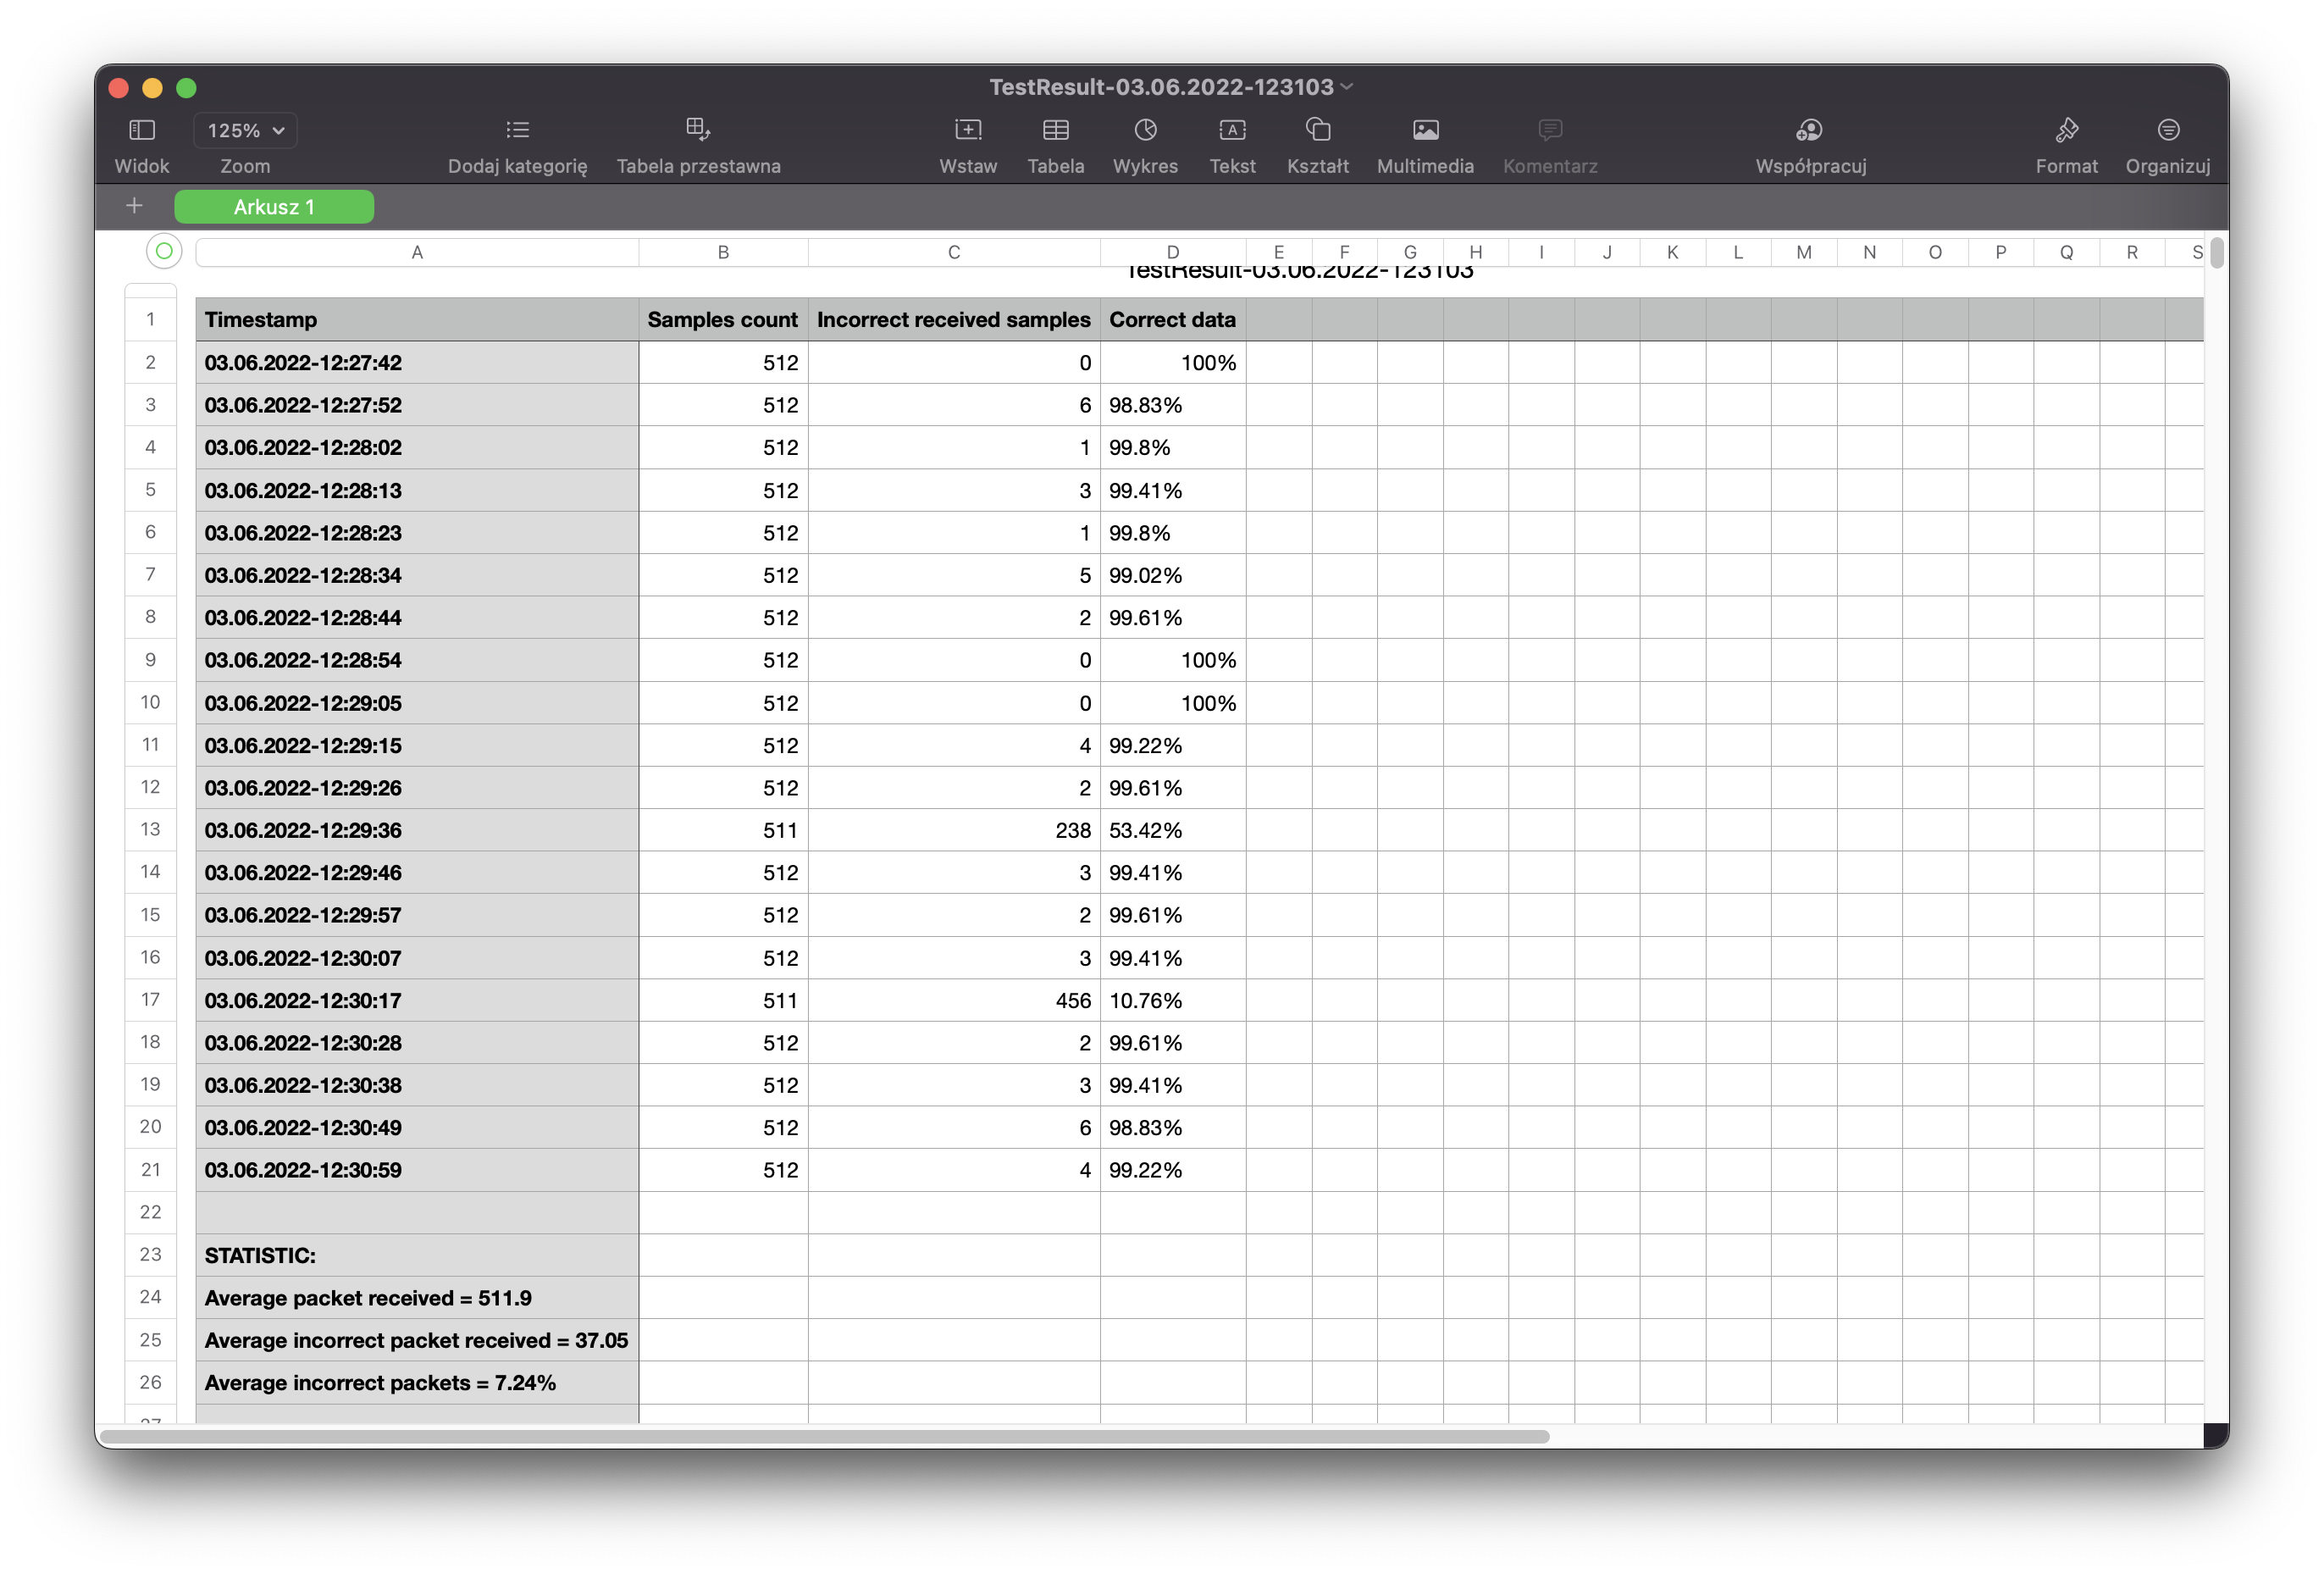 TestResult-03.06.2022-123103
125%
Widok Zoom Dodaj kategorię Tabela przestawna Wstaw Tabela Wykres Tekst Kształt Multimedia Komentarz Współpracuj Format Organizuj
Arkusz 1
A B C D E F G H I J K L M N O P Q R S
TestResult-03.06.2022-123103
1 Timestamp Samples count Incorrect received samples Correct data
2 03.06.2022-12:27:42 512 0 100%
3 03.06.2022-12:27:52 512 6 98.83%
4 03.06.2022-12:28:02 512 1 99.8%
5 03.06.2022-12:28:13 512 3 99.41%
6 03.06.2022-12:28:23 512 1 99.8%
7 03.06.2022-12:28:34 512 5 99.02%
8 03.06.2022-12:28:44 512 2 99.61%
9 03.06.2022-12:28:54 512 0 100%
10 03.06.2022-12:29:05 512 0 100%
11 03.06.2022-12:29:15 512 4 99.22%
12 03.06.2022-12:29:26 512 2 99.61%
13 03.06.2022-12:29:36 511 238 53.42%
14 03.06.2022-12:29:46 512 3 99.41%
15 03.06.2022-12:29:57 512 2 99.61%
16 03.06.2022-12:30:07 512 3 99.41%
17 03.06.2022-12:30:17 511 456 10.76%
18 03.06.2022-12:30:28 512 2 99.61%
19 03.06.2022-12:30:38 512 3 99.41%
20 03.06.2022-12:30:49 512 6 98.83%
21 03.06.2022-12:30:59 512 4 99.22%
22
23 STATISTIC:
24 Average packet received = 511.9
25 Average incorrect packet received = 37.05
26 Average incorrect packets = 7.24%
27